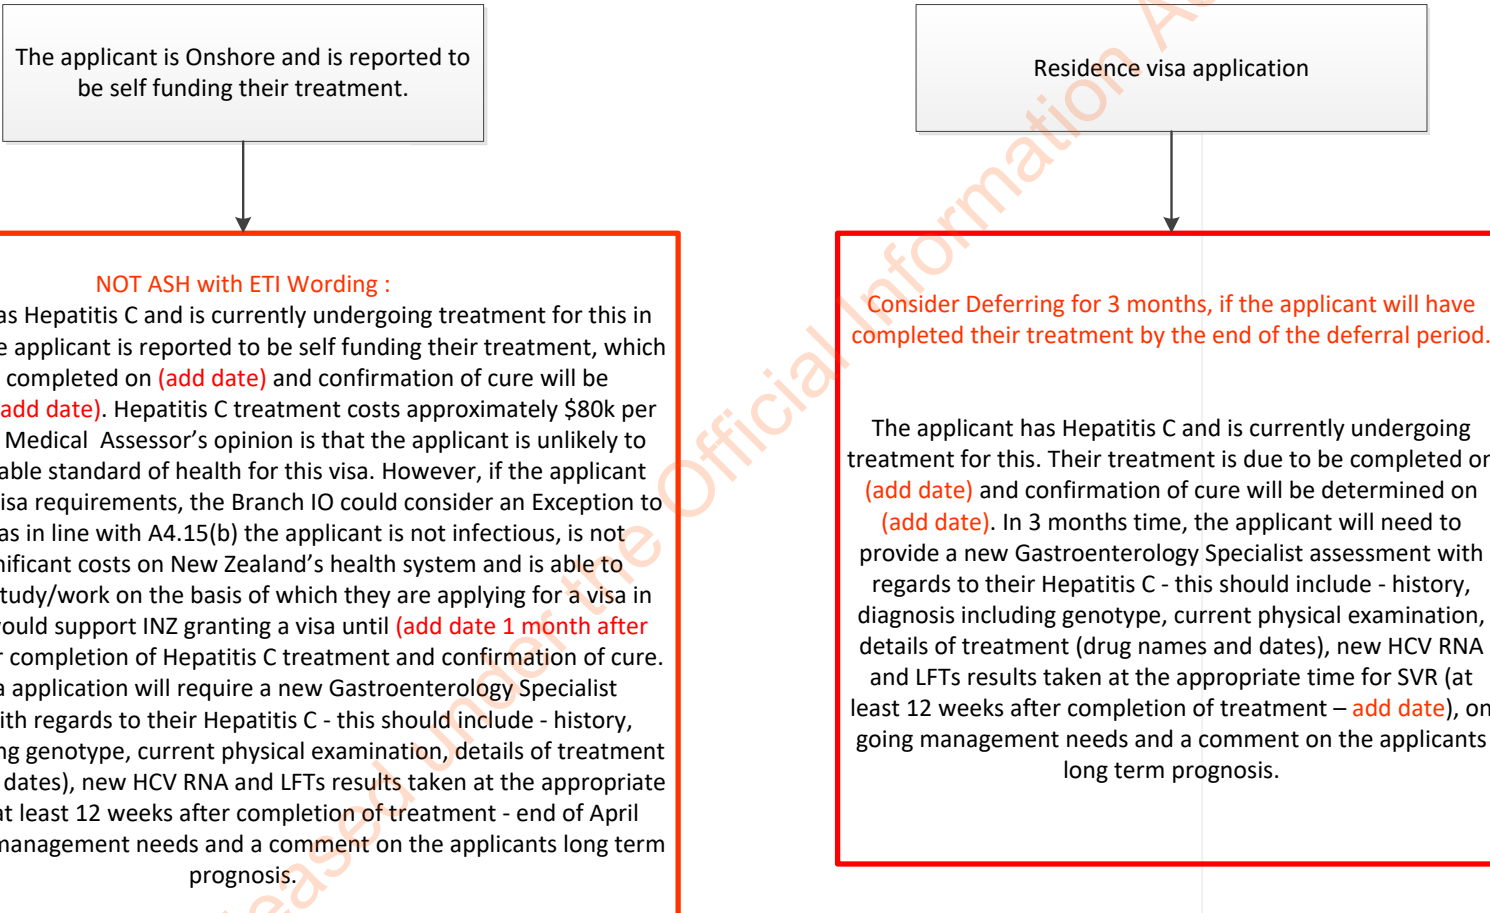 The applicant is Onshore and is reported to
be self funding their treatment.
NOT ASH with ETI Wording :
as Hepatitis C and is currently undergoing treatment for this in
e applicant is reported to be self funding their treatment, which
completed on (add date) and confirmation of cure will be
add date). Hepatitis C treatment costs approximately $80k per
Medical Assessor’s opinion is that the applicant is unlikely to
able standard of health for this visa. However, if the applicant
isa requirements, the Branch IO could consider an Exception to
as in line with A4.15(b) the applicant is not infectious, is not
nificant costs on New Zealand’s health system and is able to
tudy/work on the basis of which they are applying for a visa in
ould support INZ granting a visa until (add date 1 month after
r completion of Hepatitis C treatment and confirmation of cure.
a application will require a new Gastroenterology Specialist
ith regards to their Hepatitis C - this should include - history,
ng genotype, current physical examination, details of treatment
dates), new HCV RNA and LFTs results taken at the appropriate
at least 12 weeks after completion of treatment - end of April
management needs and a comment on the applicants long term
prognosis.
Residence visa application
Consider Deferring for 3 months, if the applicant will have
completed their treatment by the end of the deferral period.
The applicant has Hepatitis C and is currently undergoing
treatment for this. Their treatment is due to be completed on
(add date) and confirmation of cure will be determined on
(add date). In 3 months time, the applicant will need to
provide a new Gastroenterology Specialist assessment with
regards to their Hepatitis C - this should include - history,
diagnosis including genotype, current physical examination,
details of treatment (drug names and dates), new HCV RNA
and LFTs results taken at the appropriate time for SVR (at
least 12 weeks after completion of treatment – add date), on
going management needs and a comment on the applicants
long term prognosis.
leased under the Official Information Ac